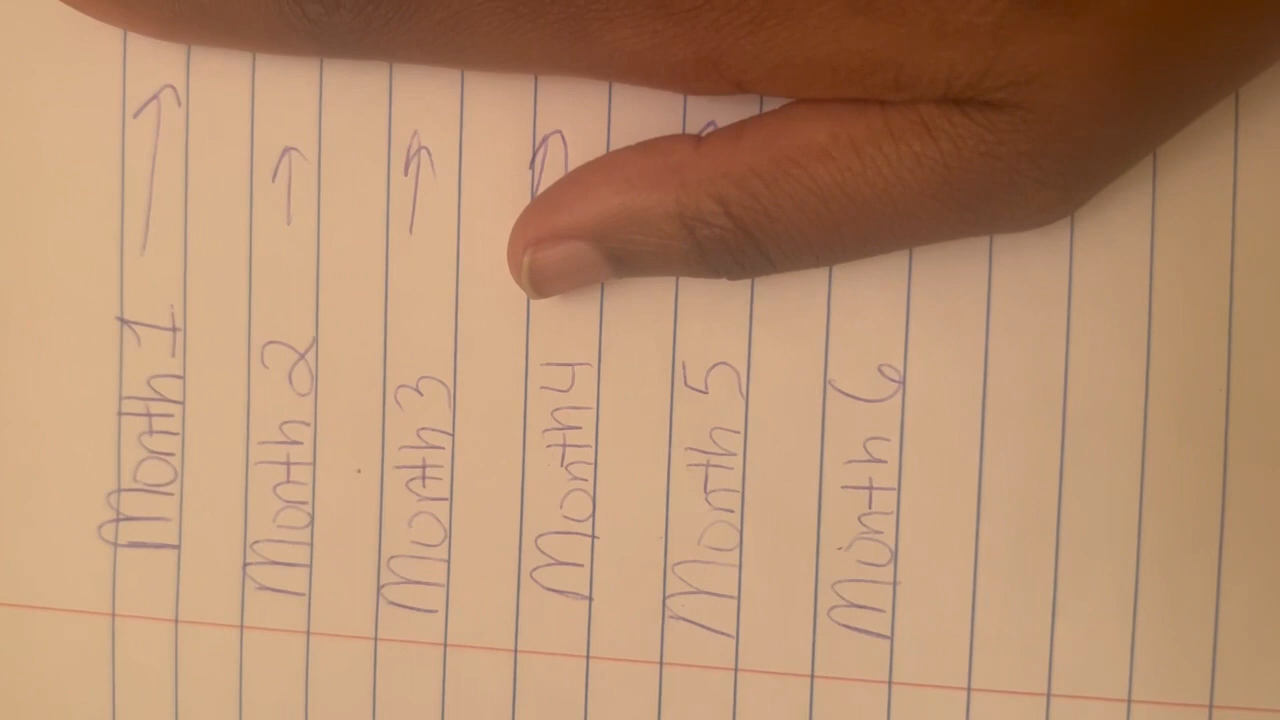 Month 1 →
Month 2 →
Month 3 →
Month 4 →
Month 5 →
Month 6